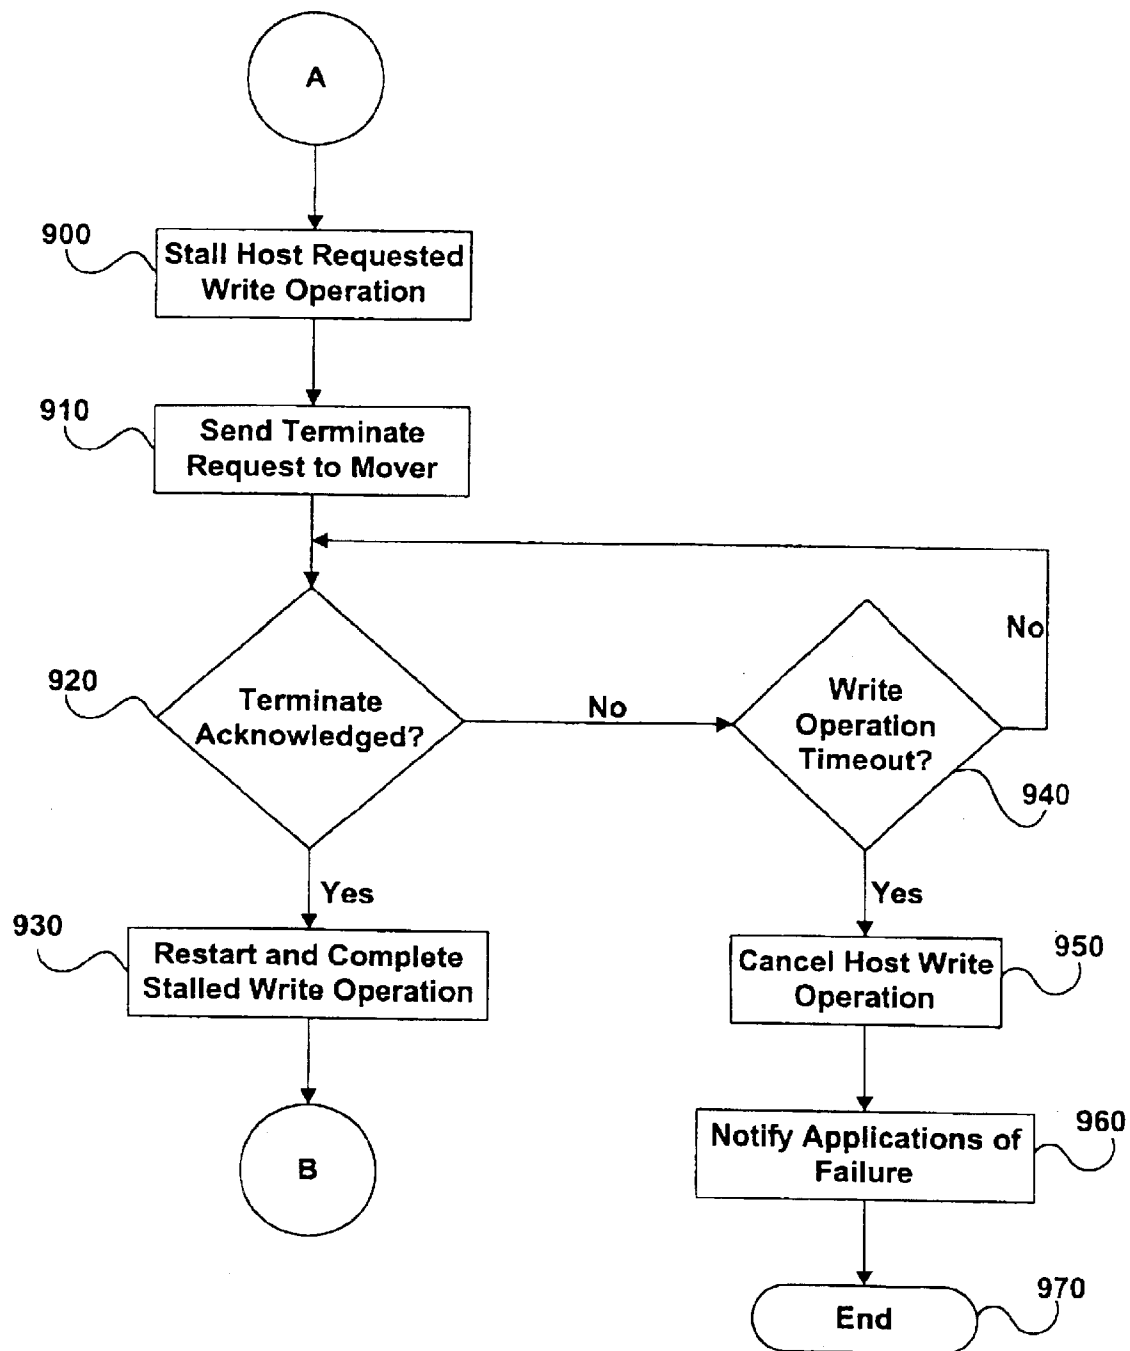 A
900
Stall Host Requested
Write Operation
910
Send Terminate
Request to Mover
No
920
Terminate
Acknowledged?
No
Write
Operation
Timeout?
940
Yes
Yes
930
Restart and Complete
Stalled Write Operation
Cancel Host Write
Operation
950
B
Notify Applications of
Failure
960
End
970